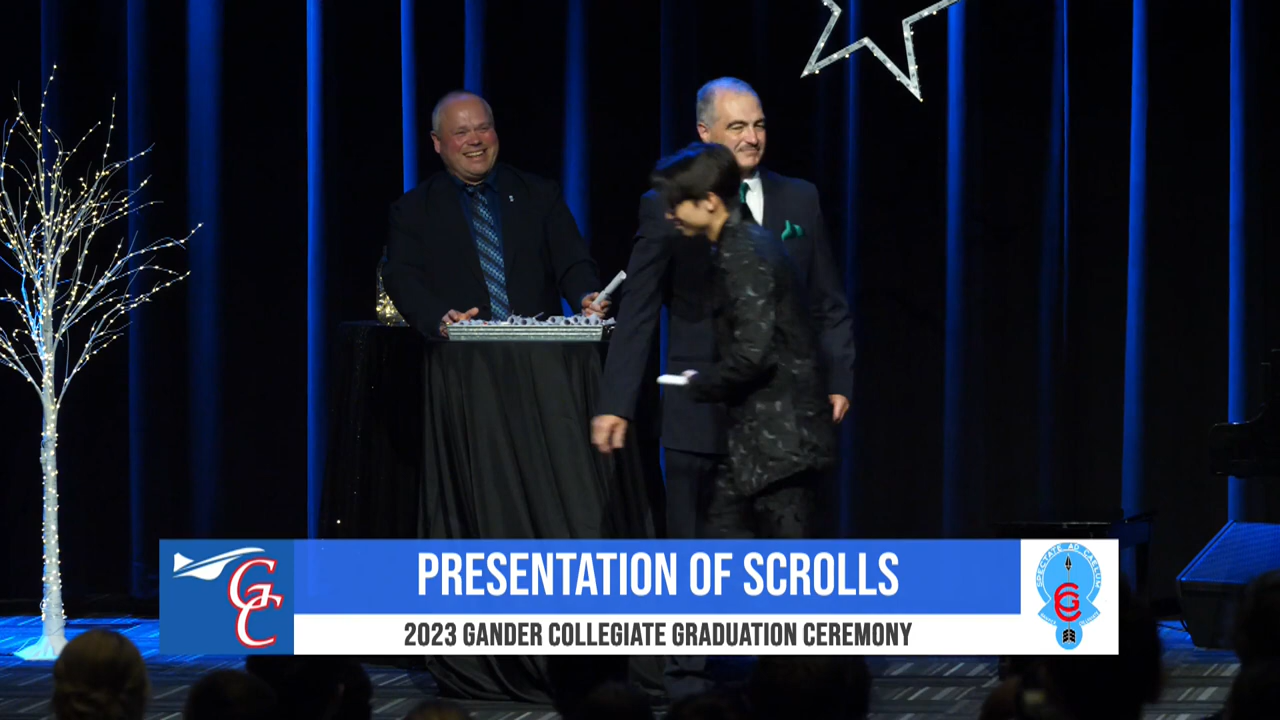 GC
PRESENTATION OF SCROLLS
2023 GANDER COLLEGIATE GRADUATION CEREMONY
SPECTATE AD CAELUM
GC